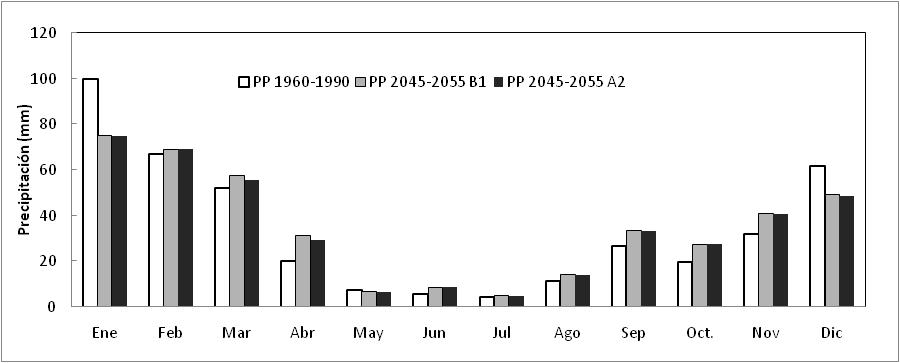 120
PP 1960-1990 PP 2045-2055 B1 PP 2045-2055 A2
100
80
60
40
20
0
Precipitación (mm)
Ene Feb Mar Abr May Jun Jul Ago Sep Oct. Nov Dic